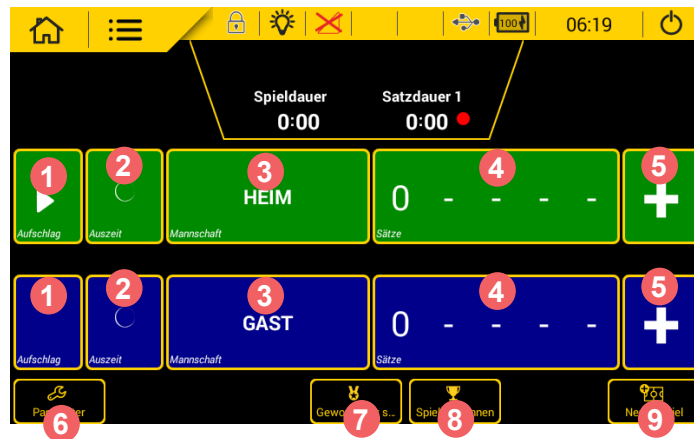 100 06:19
Spieldauer Satzdauer 1
0:00 0:00
1 2 3 4 5
HEIM 0 - - - -
Aufschlag Auszeit Mannschaft Sätze
1 2 3 4 5
GAST 0 - - - -
Aufschlag Auszeit Mannschaft Sätze
6 7 8 9